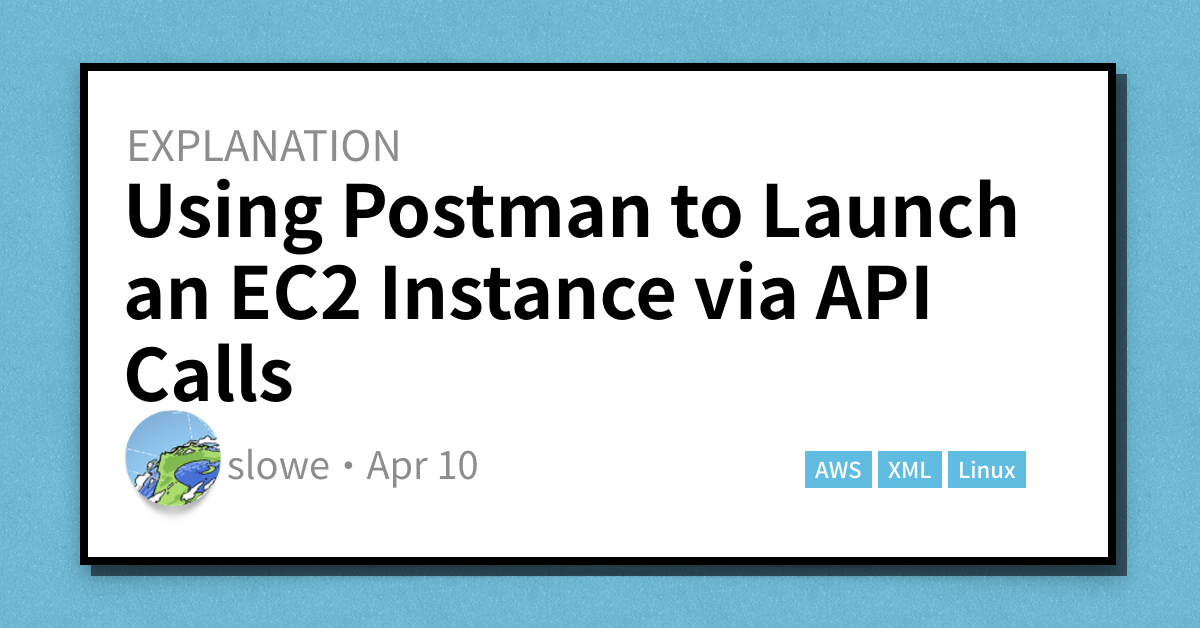 EXPLANATION
Using Postman to Launch
an EC2 Instance via API
Calls
slowe • Apr 10
AWS XML Linux